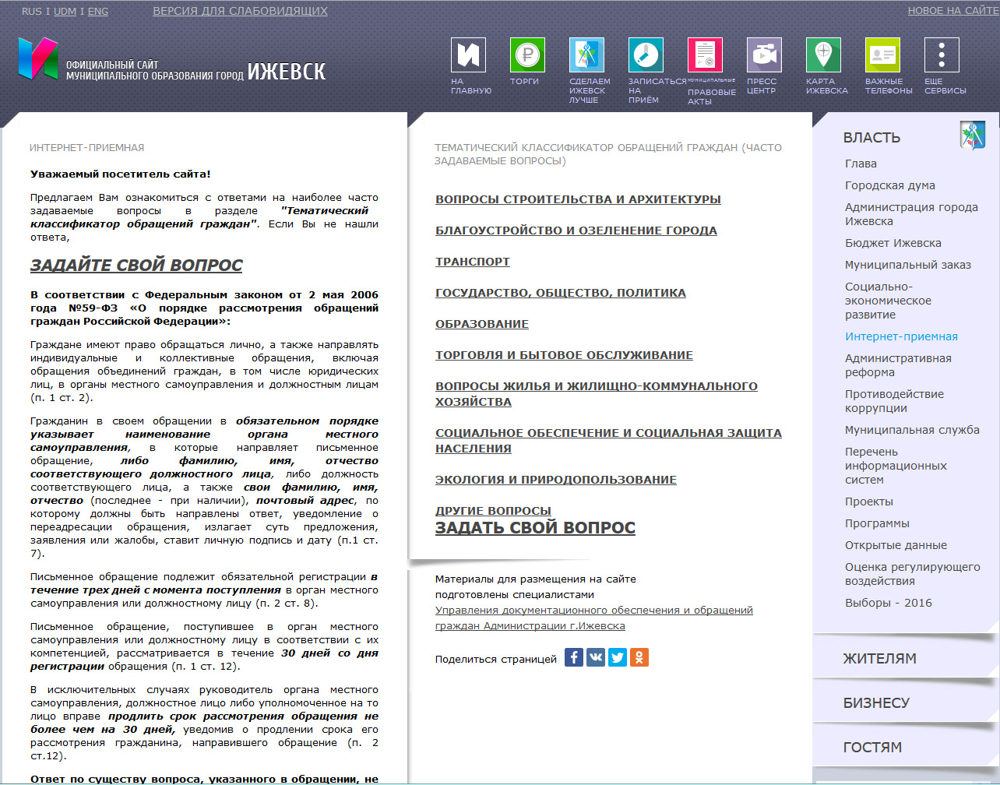 RUS I UDM I ENG
ВЕРСИЯ ДЛЯ СЛАБОВИДЯЩИХ
НОВОЕ НА САЙТЕ
ОФИЦИАЛЬНЫЙ САЙТ
МУНИЦИПАЛЬНОГО ОБРАЗОВАНИЯ ГОРОД ИЖЕВСК
НА
ГЛАВНУЮ
ТОРГИ
СДЕЛАЕМ
ИЖЕВСК
ЛУЧШЕ
ЗАПИСАТЬСЯ
НА
ПРИЁМ
МУНИЦИПАЛЬНЫЕ
ПРАВОВЫЕ
АКТЫ
ПРЕСС
ЦЕНТР
КАРТА
ИЖЕВСКА
ВАЖНЫЕ
ТЕЛЕФОНЫ
ЕЩЕ
СЕРВИСЫ
ИНТЕРНЕТ-ПРИЕМНАЯ
Уважаемый посетитель сайта!
Предлагаем Вам ознакомиться с ответами на наиболее часто
задаваемые вопросы в разделе "Тематический
классификатор обращений граждан". Если Вы не нашли
ответа,
ЗАДАЙТЕ СВОЙ ВОПРОС
В соответствии с Федеральным законом от 2 мая 2006
года №59-ФЗ «О порядке рассмотрения обращений
граждан Российской Федерации»:
Граждане имеют право обращаться лично, а также направлять
индивидуальные и коллективные обращения, включая
обращения объединений граждан, в том числе юридических
лиц, в органы местного самоуправления и должностным лицам
(п. 1 ст. 2).
Гражданин в своем обращении в обязательном порядке
указывает наименование органа местного
самоуправления, в которые направляет письменное
обращение, либо фамилию, имя, отчество
соответствующего должностного лица, либо должность
соответствующего лица, а также свои фамилию, имя,
отчество (последнее - при наличии), почтовый адрес, по
которому должны быть направлены ответ, уведомление о
переадресации обращения, излагает суть предложения,
заявления или жалобы, ставит личную подпись и дату (п.1 ст.
7).
Письменное обращение подлежит обязательной регистрации в
течение трех дней с момента поступления в орган местного
самоуправления или должностному лицу (п. 2 ст. 8).
Письменное обращение, поступившее в орган местного
самоуправления или должностному лицу в соответствии с их
компетенцией, рассматривается в течение 30 дней со дня
регистрации обращения (п. 1 ст. 12).
В исключительных случаях руководитель органа местного
самоуправления, должностное лицо либо уполномоченное на то
лицо вправе продлить срок рассмотрения обращения не
более чем на 30 дней, уведомив о продлении срока его
рассмотрения гражданина, направившего обращение (п. 2
ст.12).
Ответ по существу вопроса, указанного в обращении, не
ТЕМАТИЧЕСКИЙ КЛАССИФИКАТОР ОБРАЩЕНИЙ ГРАЖДАН (ЧАСТО
ЗАДАВАЕМЫЕ ВОПРОСЫ)
ВОПРОСЫ СТРОИТЕЛЬСТВА И АРХИТЕКТУРЫ
БЛАГОУСТРОЙСТВО И ОЗЕЛЕНЕНИЕ ГОРОДА
ТРАНСПОРТ
ГОСУДАРСТВО, ОБЩЕСТВО, ПОЛИТИКА
ОБРАЗОВАНИЕ
ТОРГОВЛЯ И БЫТОВОЕ ОБСЛУЖИВАНИЕ
ВОПРОСЫ ЖИЛЬЯ И ЖИЛИЩНО-КОММУНАЛЬНОГО
ХОЗЯЙСТВА
СОЦИАЛЬНОЕ ОБЕСПЕЧЕНИЕ И СОЦИАЛЬНАЯ ЗАЩИТА
НАСЕЛЕНИЯ
ЭКОЛОГИЯ И ПРИРОДОПОЛЬЗОВАНИЕ
ДРУГИЕ ВОПРОСЫ
ЗАДАТЬ СВОЙ ВОПРОС
Материалы для размещения на сайте
подготовлены специалистами
Управления документационного обеспечения и обращений
граждан Администрации г.Ижевска
Поделиться страницей
ВЛАСТЬ
Глава
Городская дума
Администрация города
Ижевска
Бюджет Ижевска
Муниципальный заказ
Социально-
экономическое
развитие
Интернет-приемная
Административная
реформа
Противодействие
коррупции
Муниципальная служба
Перечень
информационных
систем
Проекты
Программы
Открытые данные
Оценка регулирующего
воздействия
Выборы - 2016
ЖИТЕЛЯМ
БИЗНЕСУ
ГОСТЯМ